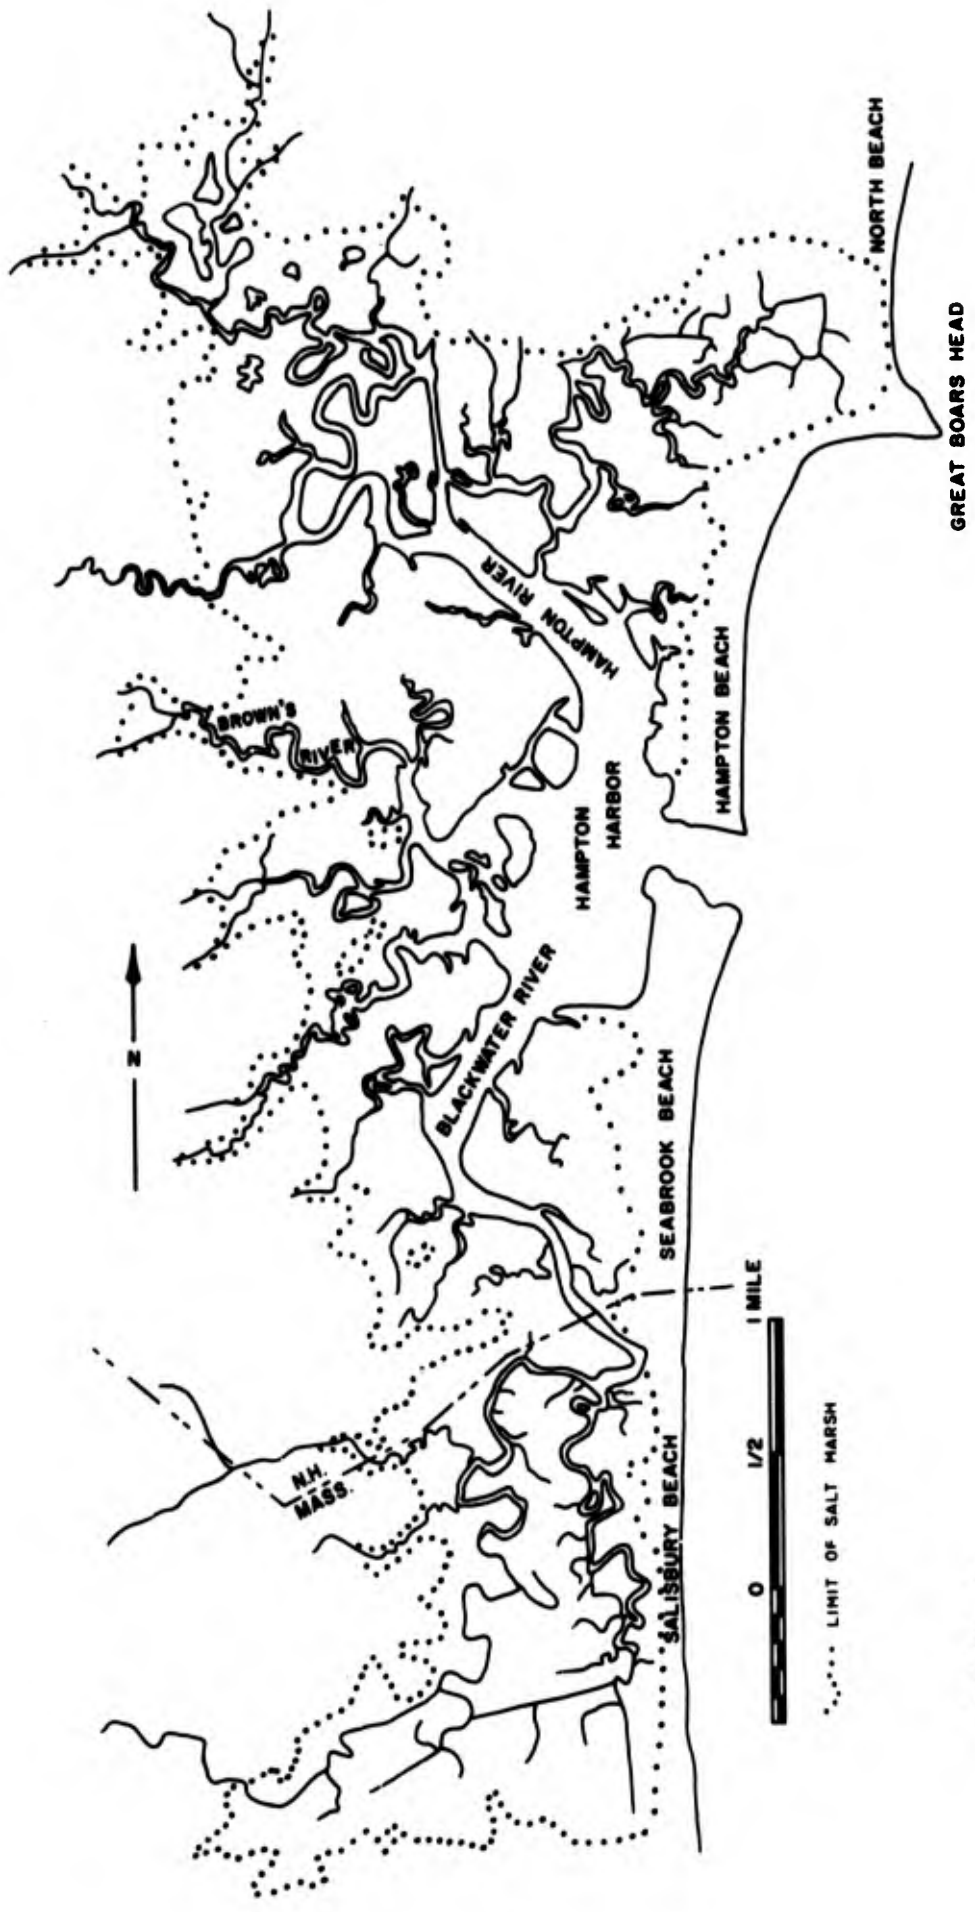 N
BROWN'S
RIVER
HAMPTON RIVER
HAMPTON
HARBOR
BLACKWATER RIVER
N.H.
MASS.
NORTH BEACH
GREAT BOARS HEAD
HAMPTON BEACH
SEABROOK BEACH
SALISBURY BEACH
0 1/2 1 MILE
LIMIT OF SALT MARSH